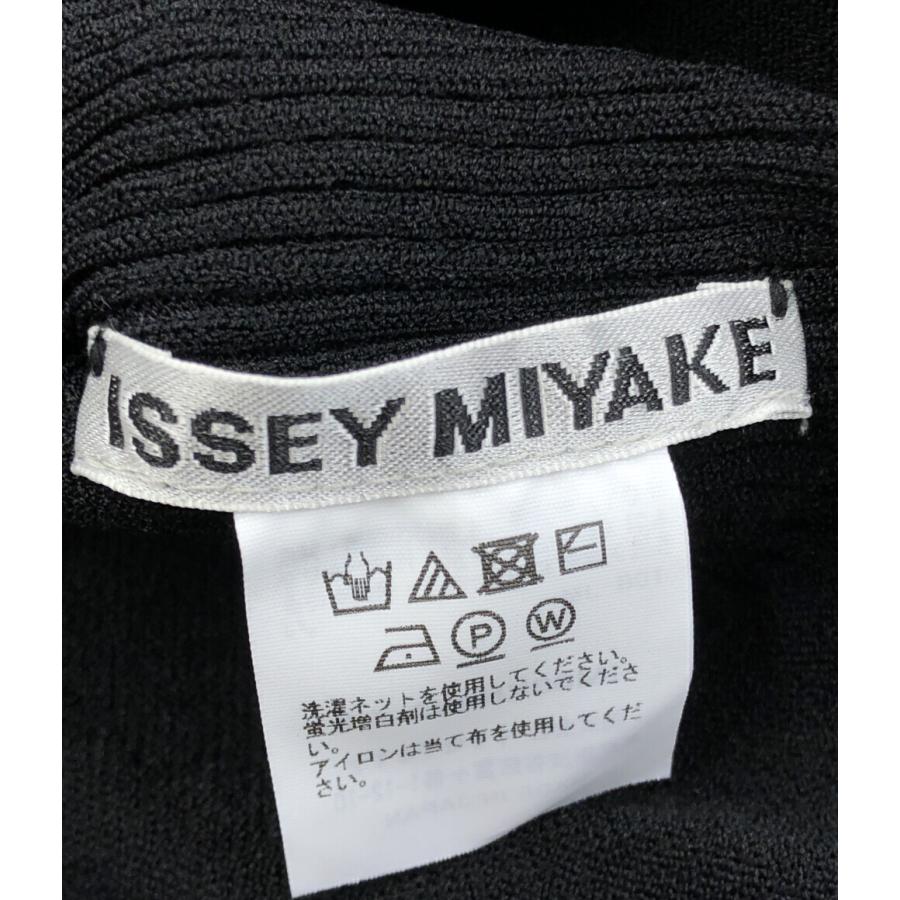 ISSEY MIYAKE
P W
洗濯ネットを使用してください。
蛍光増白剤は使用しないでくださ
い。
アイロンは当て布を使用してくだ
さい。